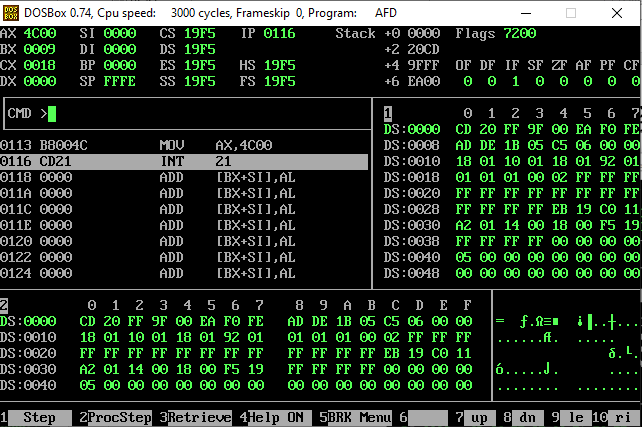 DOSBox 0.74, Cpu speed: 3000 cycles, Frameskip 0, Program: AFD
AX 4C00 SI 0000 CS 19F5 IP 0116 Stack +0 0000 Flags 7200
BX 0009 DI 0000 DS 19F5 +2 20CD
CX 0018 BP 0000 ES 19F5 HS 19F5 +4 9FFF OF DF IF SF ZF AF PF CF
DX 0000 SP FFFE SS 19F5 FS 19F5 +6 EA00 0 0 1 0 0 0 0 0
CMD >
0113 B8004C MOV AX,4C00
0116 CD21 INT 21
0118 0000 ADD [BX+SI],AL
011A 0000 ADD [BX+SI],AL
011C 0000 ADD [BX+SI],AL
011E 0000 ADD [BX+SI],AL
0120 0000 ADD [BX+SI],AL
0122 0000 ADD [BX+SI],AL
0124 0000 ADD [BX+SI],AL
1 0 1 2 3 4 5 6 7
DS:0000 CD 20 FF 9F 00 EA F0 FE
DS:0008 AD DE 1B 05 C5 06 00 00
DS:0010 18 01 10 01 18 01 92 01
DS:0018 01 01 01 00 02 FF FF FF
DS:0020 FF FF FF FF FF FF FF FF
DS:0028 FF FF FF FF EB 19 C0 11
DS:0030 A2 01 14 00 18 00 F5 19
DS:0038 FF FF FF FF 00 00 00 00
DS:0040 05 00 00 00 00 00 00 00
DS:0048 00 00 00 00 00 00 00 00
2 0 1 2 3 4 5 6 7 8 9 A B C D E F
DS:0000 CD 20 FF 9F 00 EA F0 FE AD DE 1B 05 C5 06 00 00 = ƒ.Ω≡■ ¡▐..┼...
DS:0010 18 01 10 01 18 01 92 01 01 01 01 00 02 FF FF FF ......Æ. .....
DS:0020 FF FF FF FF FF FF FF FF FF FF FF FF EB 19 C0 11 δ.└.
DS:0030 A2 01 14 00 18 00 F5 19 FF FF FF FF 00 00 00 00 ó.....⌡. ....
DS:0040 05 00 00 00 00 00 00 00 00 00 00 00 00 00 00 00 ........ ........
1 Step 2 ProcStep 3 Retrieve 4 Help ON 5 BRK Menu 6 7 up 8 dn 9 le 10 ri